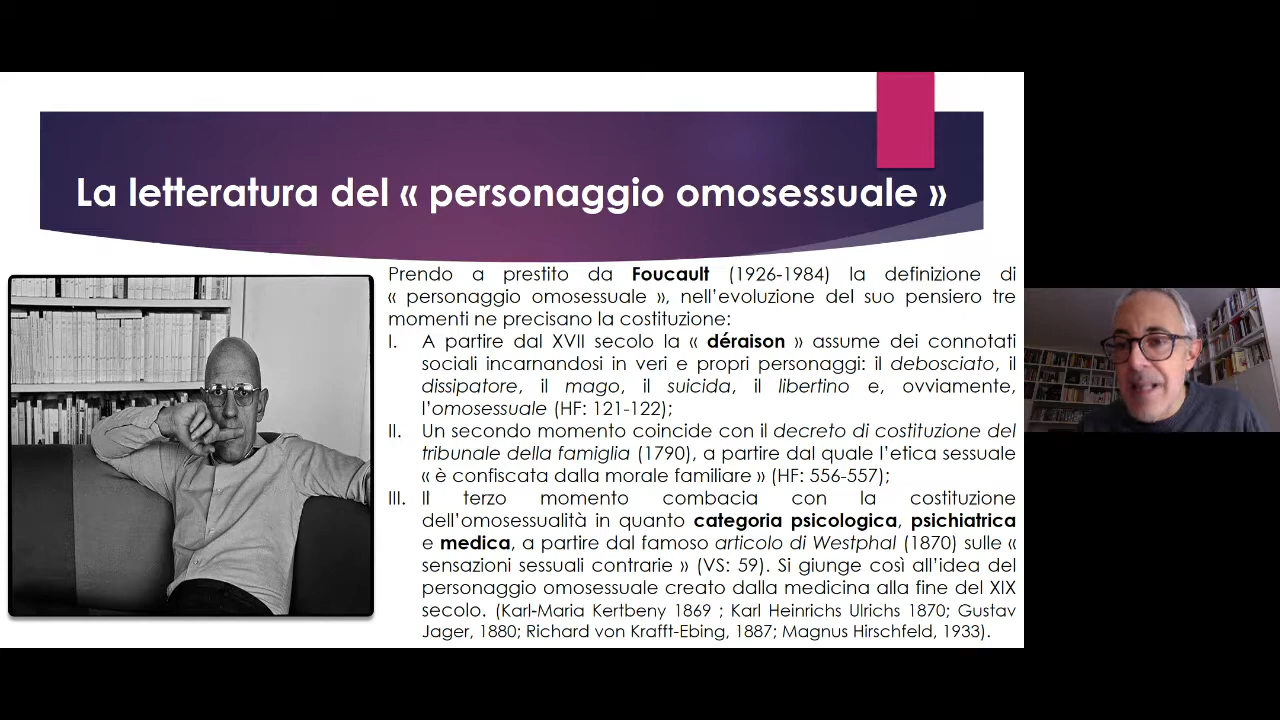 La letteratura del « personaggio omosessuale »
Prendo a prestito da Foucault (1926-1984) la definizione di
« personaggio omosessuale », nell'evoluzione del suo pensiero tre
momenti ne precisano la costituzione:
I. A partire dal XVII secolo la « déraison » assume dei connotati
sociali incarnandosi in veri e propri personaggi: il debosciato, il
dissipatore, il mago, il suicida, il libertino e, ovviamente,
l'omosessuale (HF: 121-122);
II. Un secondo momento coincide con il decreto di costituzione del
tribunale della famiglia (1790), a partire dal quale l'etica sessuale
« è confiscata dalla morale familiare » (HF: 556-557);
III. Il terzo momento combacia con la costituzione
dell'omosessualità in quanto categoria psicologica, psichiatrica
e medica, a partire dal famoso articolo di Westphal (1870) sulle «
sensazioni sessuali contrarie » (VS: 59). Si giunge così all'idea del
personaggio omosessuale creato dalla medicina alla fine del XIX
secolo. (Karl-Maria Kertbeny 1869 ; Karl Heinrichs Ulrichs 1870; Gustav
Jager, 1880; Richard von Krafft-Ebing, 1887; Magnus Hirschfeld, 1933).